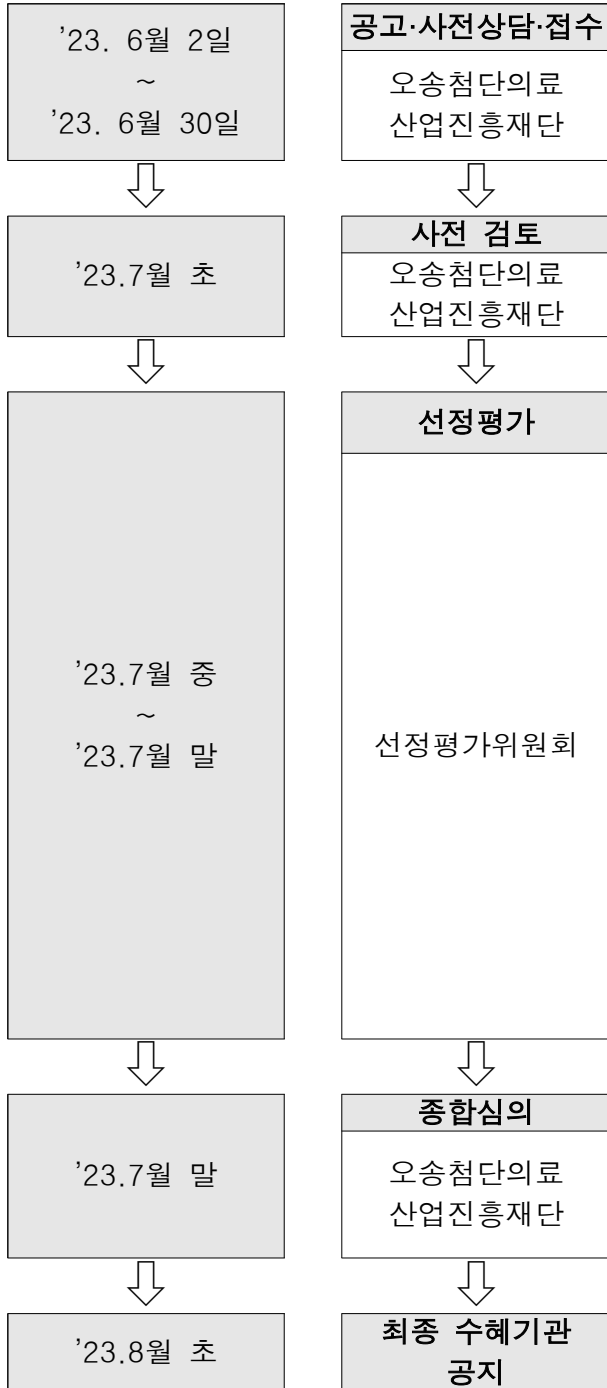 '23. 6월 2일
~
'23. 6월 30일
공고·사전상담·접수
오송첨단의료
산업진흥재단
'23.7월 초
사전 검토
오송첨단의료
산업진흥재단
'23.7월 중
~
'23.7월 말
선정평가
선정평가위원회
'23.7월 말
종합심의
오송첨단의료
산업진흥재단
'23.8월 초
최종 수혜기관
공지